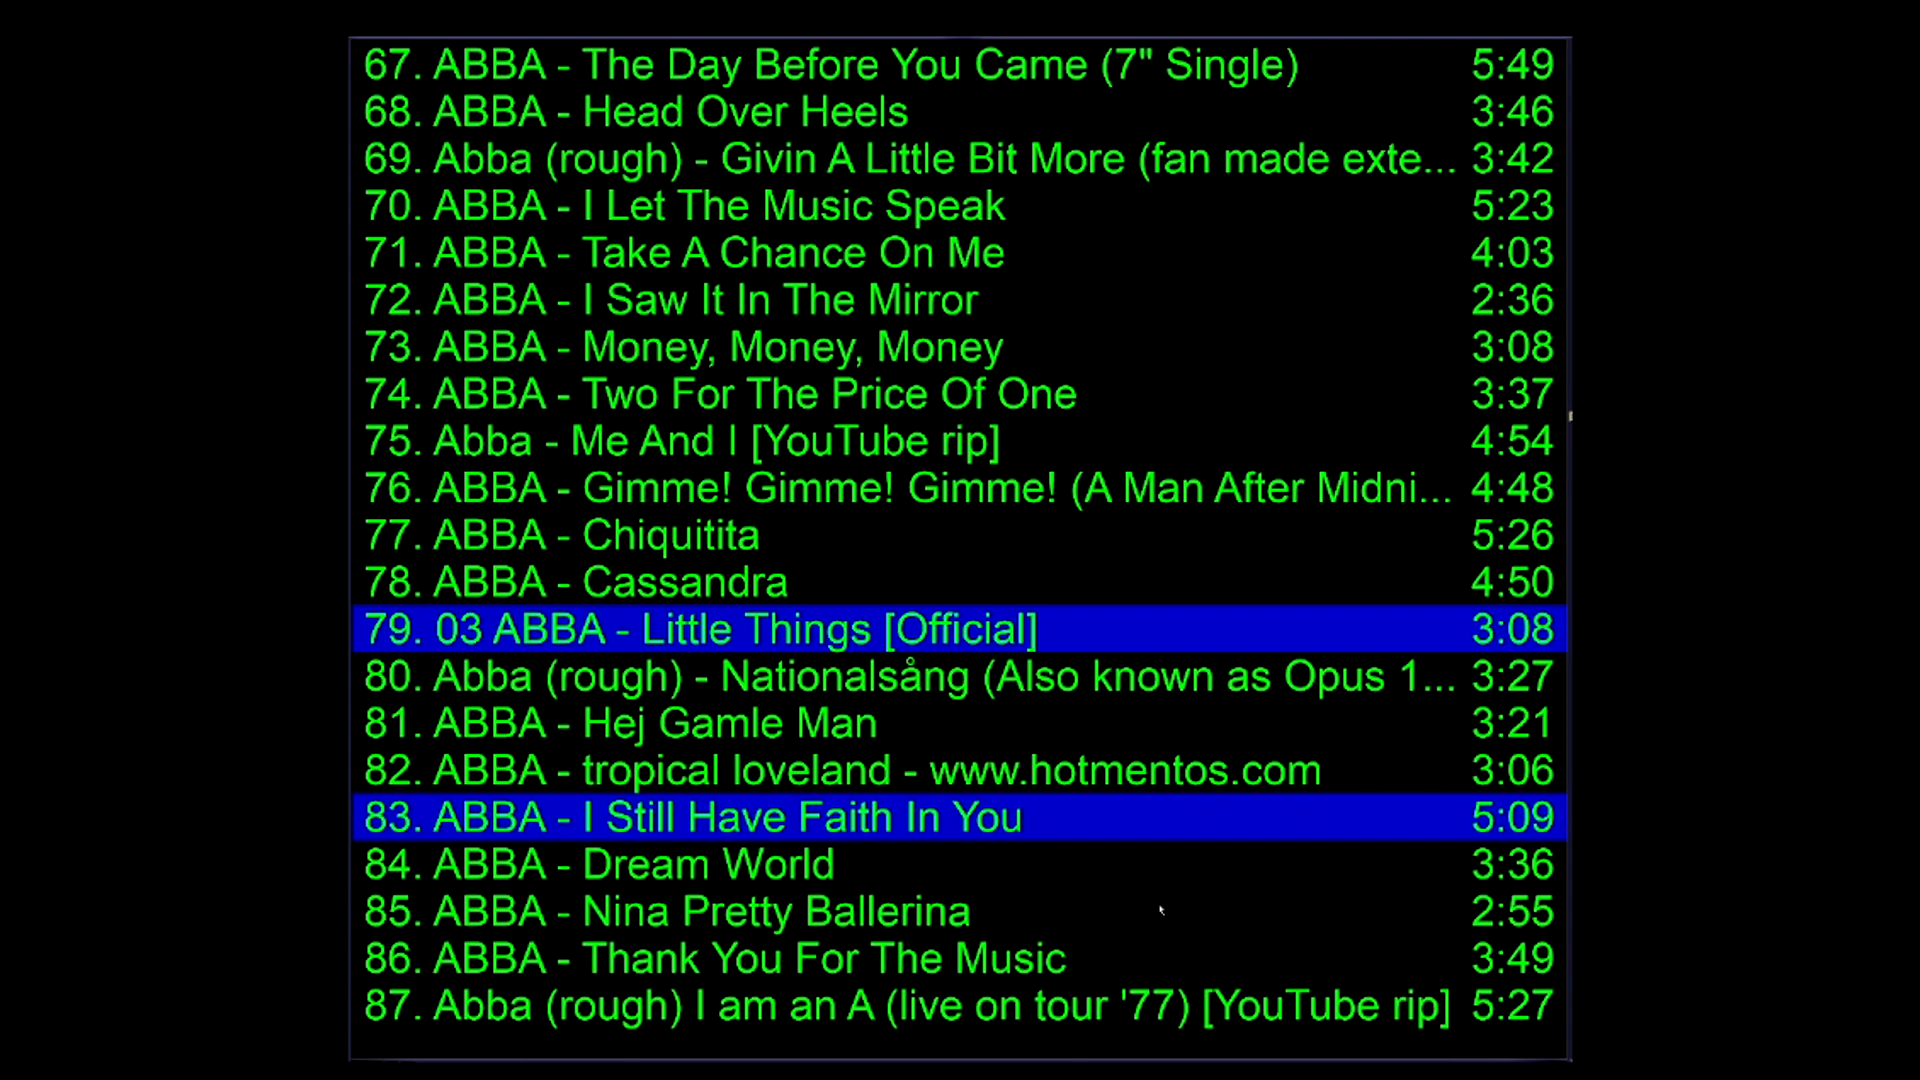 67. ABBA - The Day Before You Came (7" Single) 5:49
68. ABBA - Head Over Heels 3:46
69. Abba (rough) - Givin A Little Bit More (fan made exte... 3:42
70. ABBA - I Let The Music Speak 5:23
71. ABBA - Take A Chance On Me 4:03
72. ABBA - I Saw It In The Mirror 2:36
73. ABBA - Money, Money, Money 3:08
74. ABBA - Two For The Price Of One 3:37
75. Abba - Me And I [YouTube rip] 4:54
76. ABBA - Gimme! Gimme! Gimme! (A Man After Midni... 4:48
77. ABBA - Chiquitita 5:26
78. ABBA - Cassandra 4:50
79. 03 ABBA - Little Things [Official] 3:08
80. Abba (rough) - Nationalsång (Also known as Opus 1... 3:27
81. ABBA - Hej Gamle Man 3:21
82. ABBA - tropical loveland - www.hotmentos.com 3:06
83. ABBA - I Still Have Faith In You 5:09
84. ABBA - Dream World 3:36
85. ABBA - Nina Pretty Ballerina 2:55
86. ABBA - Thank You For The Music 3:49
87. Abba (rough) I am an A (live on tour '77) [YouTube rip] 5:27